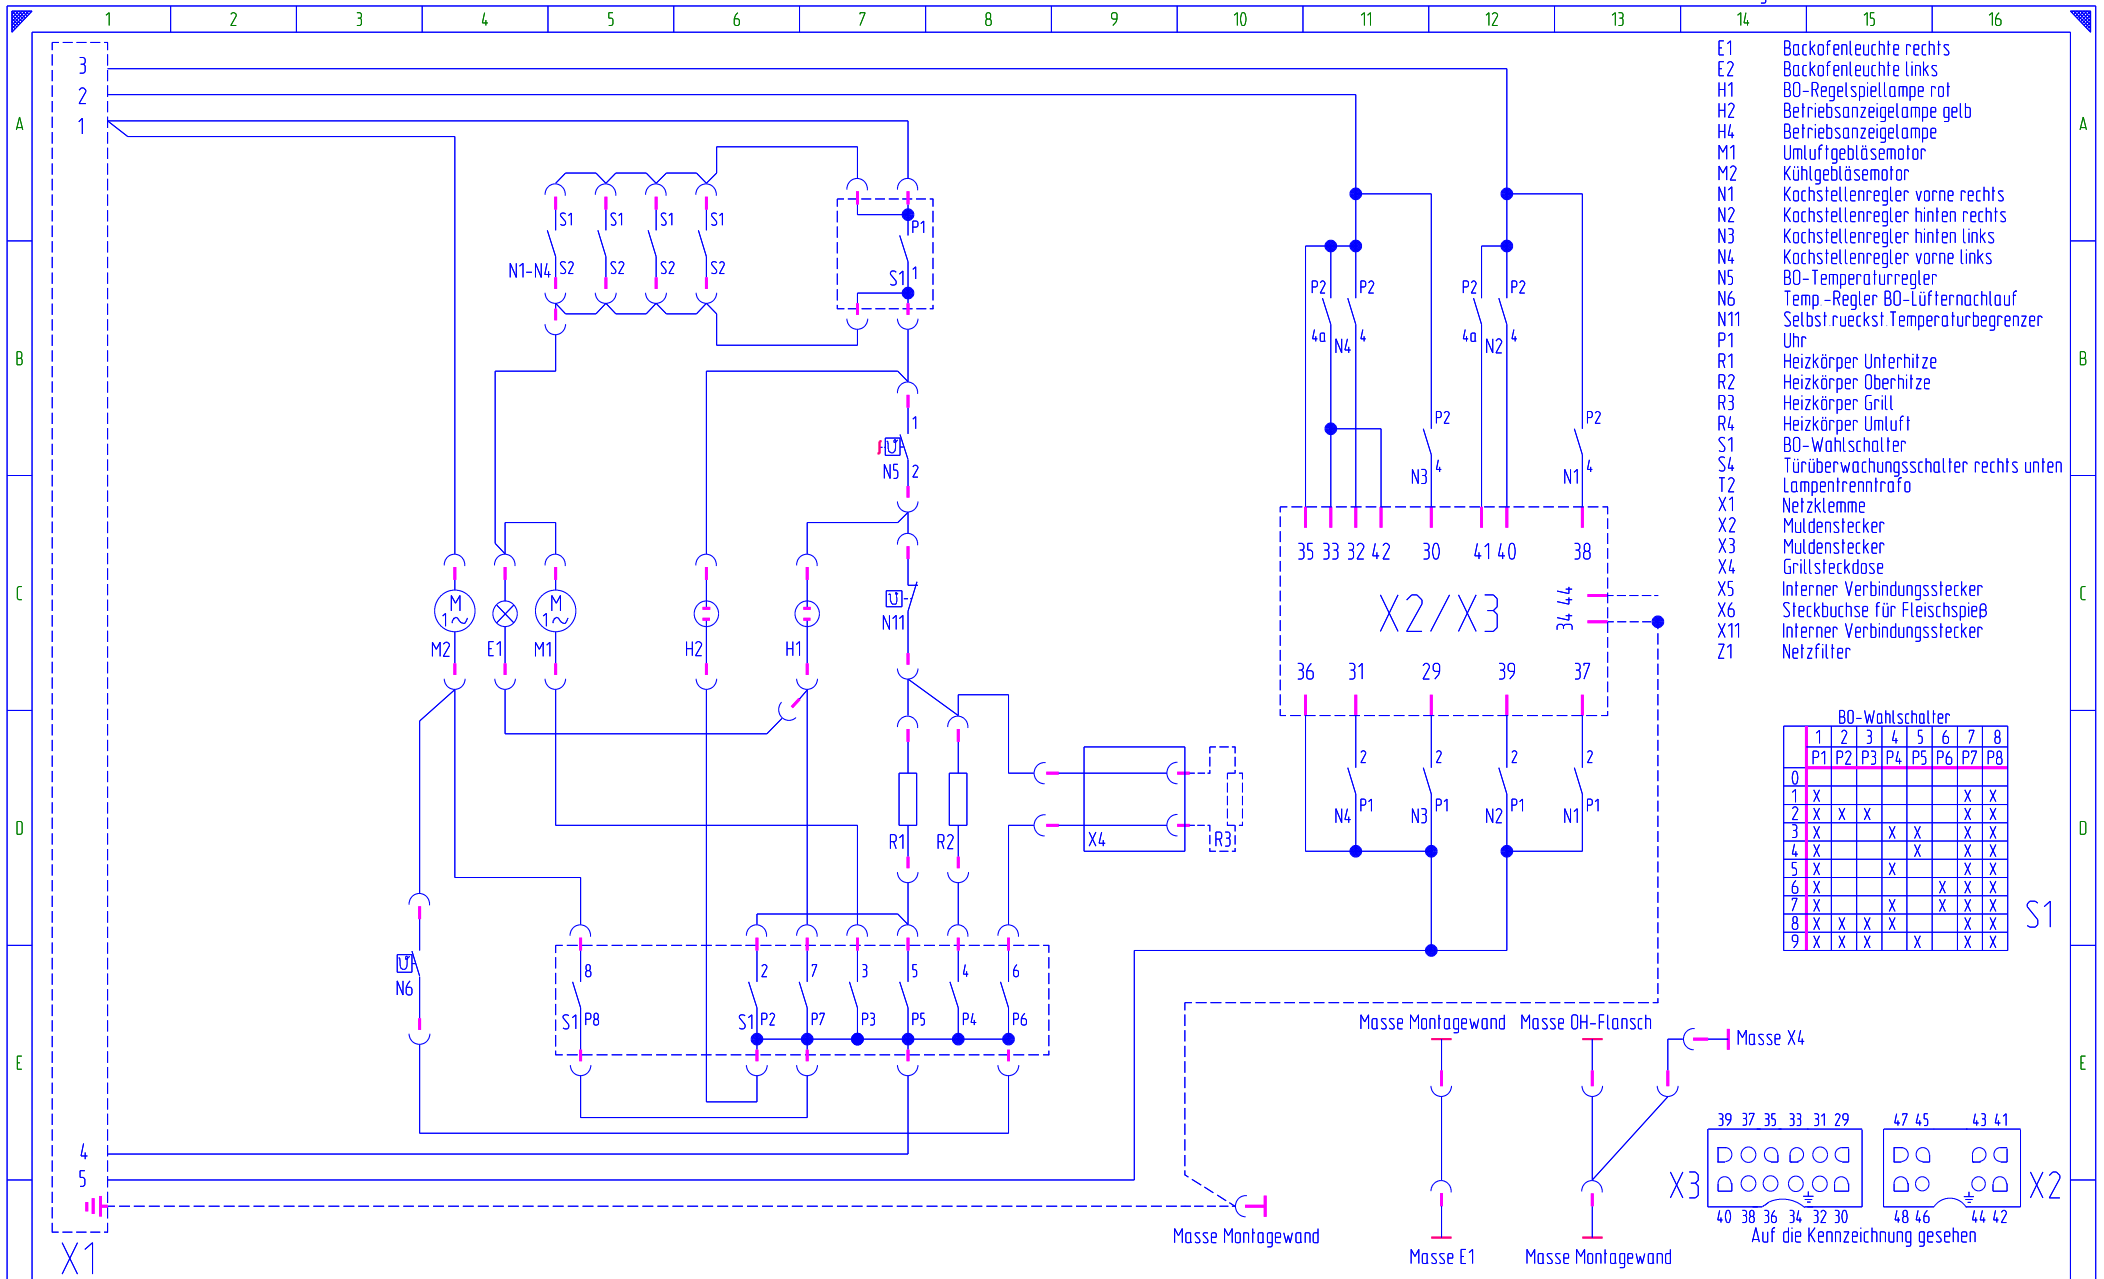 1 2 3 4 5 6 7 8 9 10 11 12 13 14 15 16
A A
B B
C C
D D
E E
3
2
1
4
5
X1
E1 Backofenleuchte rechts
E2 Backofenleuchte links
H1 BO-Regelspiellampe rot
H2 Betriebsanzeigelampe gelb
H4 Betriebsanzeigelampe
M1 Umluftgebläsemotor
M2 Kühlgebläsemotor
N1 Kochstellenregler vorne rechts
N2 Kochstellenregler hinten rechts
N3 Kochstellenregler hinten links
N4 Kochstellenregler vorne links
N5 BO-Temperaturregler
N6 Temp.-Regler BO-Lüfternachlauf
N11 Selbst.rueckst.Temperaturbegrenzer
P1 Uhr
R1 Heizkörper Unterhitze
R2 Heizkörper Oberhitze
R3 Heizkörper Grill
R4 Heizkörper Umluft
S1 BO-Wahlschalter
S4 Türüberwachungsschalter rechts unten
T2 Lampentrenntrafo
X1 Netzklemme
X2 Muldenstecker
X3 Muldenstecker
X4 Grillsteckdose
X5 Interner Verbindungsstecker
X6 Steckbuchse für Fleischspieß
X11 Interner Verbindungsstecker
Z1 Netzfilter
S1 S1 S1 S1 P1
N1-N4 S2 S2 S2 S2 S1 1
P2 P2 P2 P2
4a N4 4 4a N2 4
1
N5 2
P2 P2
N3 4 N1 4
35 33 32 42 30 41 40 38
X2/X3
34 44
36 31 29 39 37
M 1~ M 1~
N11
M2 E1 M1 H2 H1
2 2 2 2
N4 P1 N3 P1 N2 P1 N1 P1
R1 R2 X4 R3
BO-Wahlschalter
1 2 3 4 5 6 7 8
P1 P2 P3 P4 P5 P6 P7 P8
0
1 X X X
2 X X X X X
3 X X X X X
4 X X X X
5 X X X X
6 X X X X
7 X X X X X
8 X X X X X X
9 X X X X X X
S1
N6
8 2 7 3 5 4 6
S1 P8 S1 P2 P7 P3 P5 P4 P6
Masse Montagewand Masse OH-Flansch
Masse X4
Masse Montagewand
Masse E1
Masse Montagewand
39 37 35 33 31 29
X3
40 38 36 34 32 30
47 45 43 41
X2
48 46 44 42
Auf die Kennzeichnung gesehen